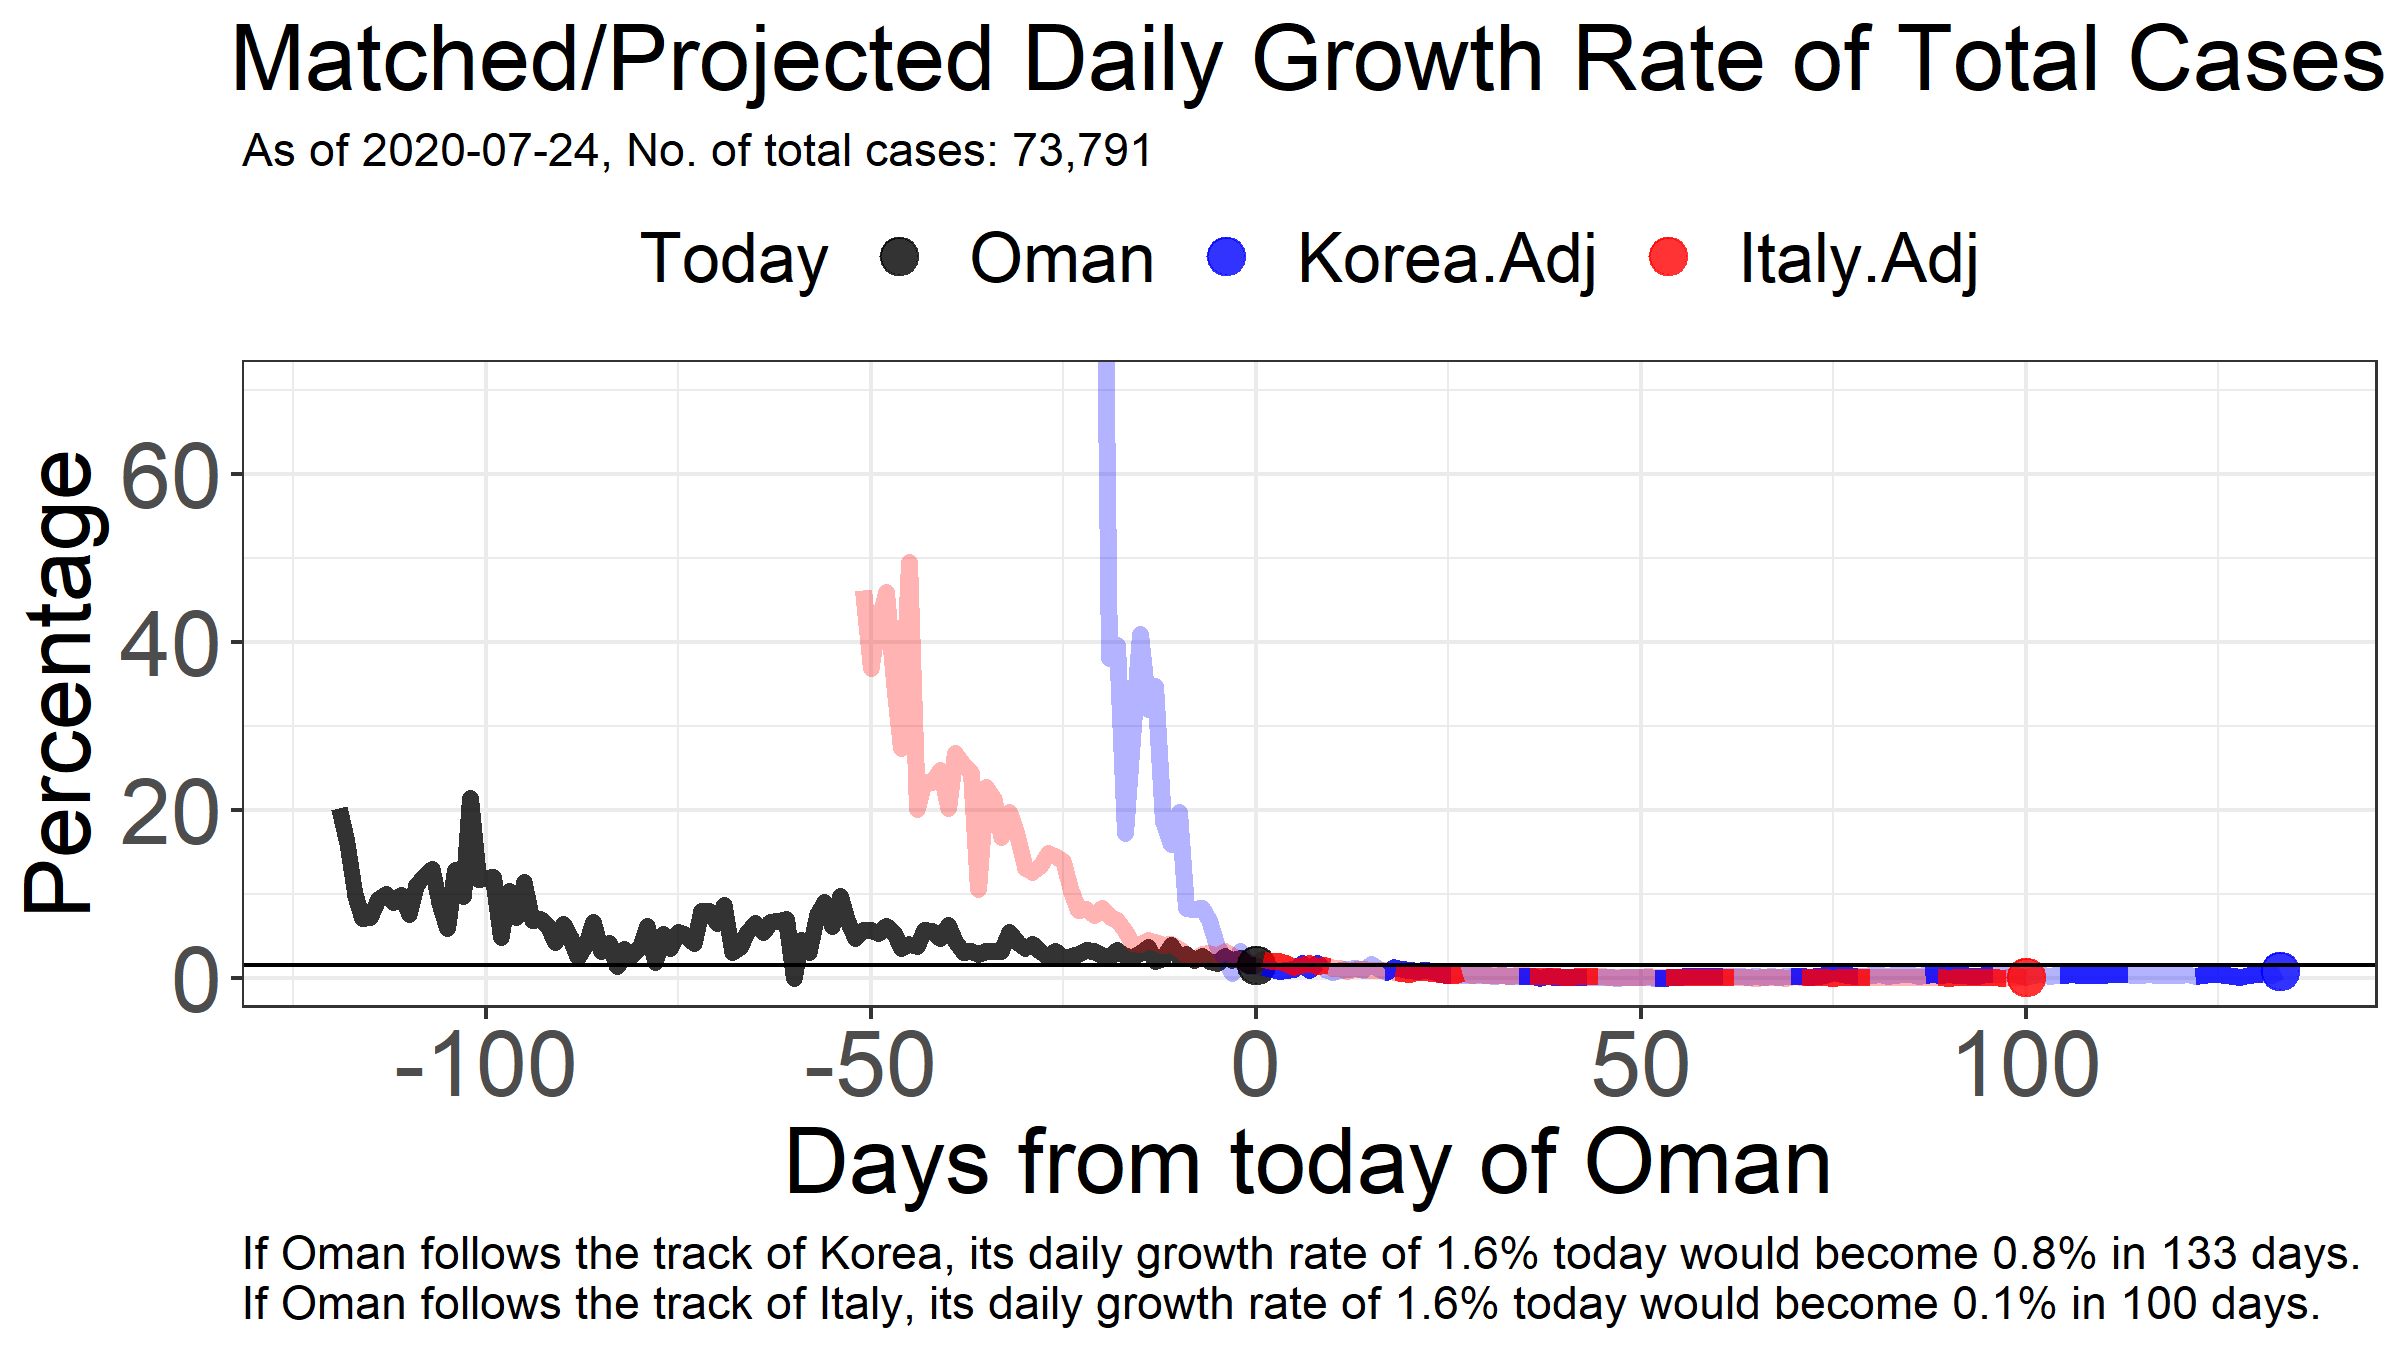 Matched/Projected Daily Growth Rate of Total Cases
As of 2020-07-24, No. of total cases: 73,791
Today Oman Korea.Adj Italy.Adj
Percentage
60
40
20
0
-100 -50 0 50 100
Days from today of Oman
If Oman follows the track of Korea, its daily growth rate of 1.6% today would become 0.8% in 133 days.
If Oman follows the track of Italy, its daily growth rate of 1.6% today would become 0.1% in 100 days.